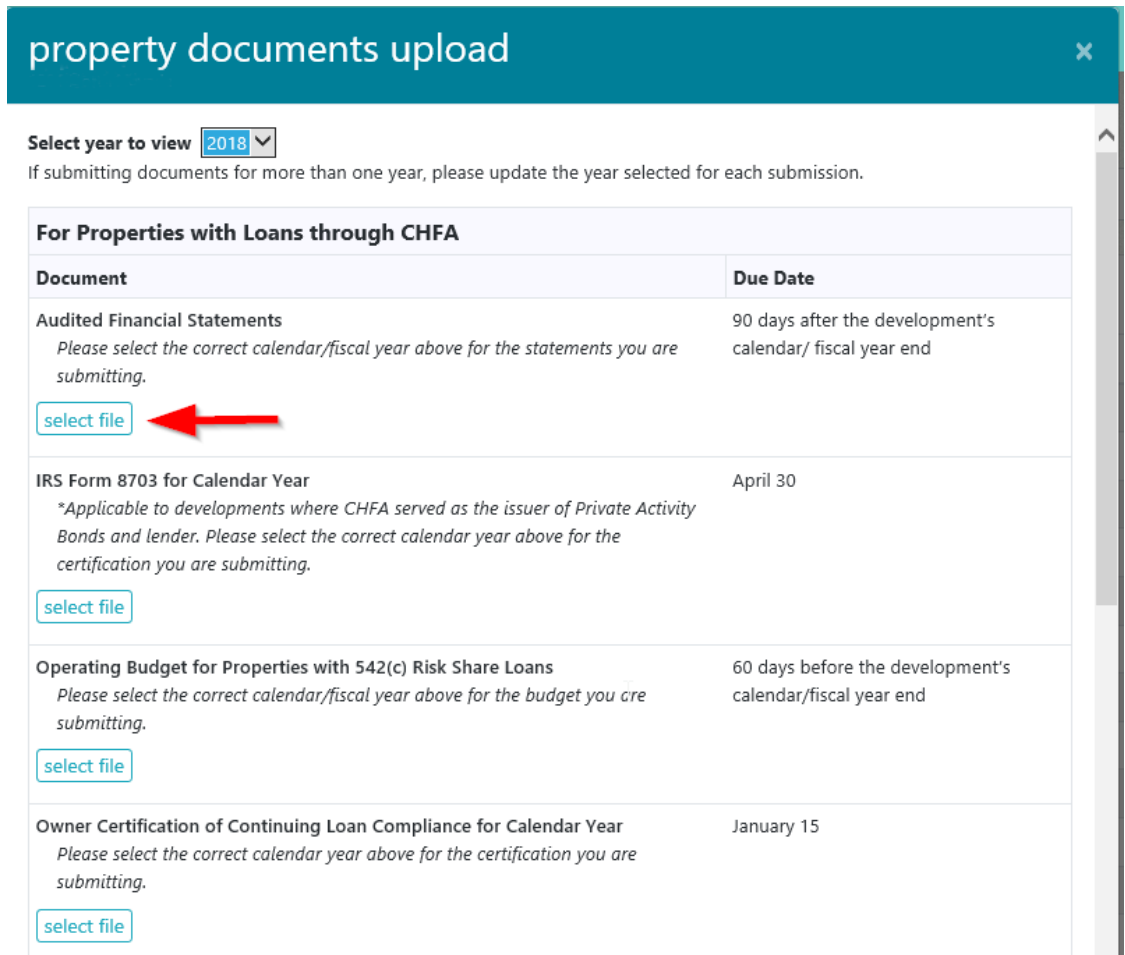 property documents upload
×
Select year to view 2018
If submitting documents for more than one year, please update the year selected for each submission.
For Properties with Loans through CHFA
Document
Due Date
Audited Financial Statements
Please select the correct calendar/fiscal year above for the statements you are
submitting.
90 days after the development's
calendar/ fiscal year end
select file
IRS Form 8703 for Calendar Year
*Applicable to developments where CHFA served as the issuer of Private Activity
Bonds and lender. Please select the correct calendar year above for the
certification you are submitting.
April 30
select file
Operating Budget for Properties with 542(c) Risk Share Loans
Please select the correct calendar/fiscal year above for the budget you are
submitting.
60 days before the development's
calendar/fiscal year end
select file
Owner Certification of Continuing Loan Compliance for Calendar Year
Please select the correct calendar year above for the certification you are
submitting.
January 15
select file